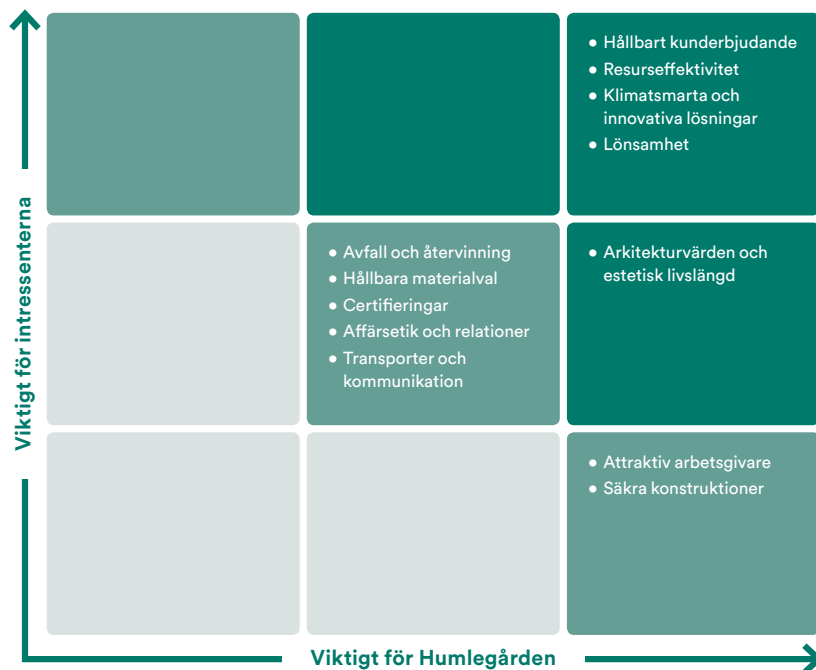 • Hållbart kunderbjudande
• Resurseffektivitet
• Klimatsmarta och
innovativa lösningar
• Lönsamhet
• Avfall och återvinning
• Hållbara materialval
• Certifieringar
• Affärsetik och relationer
• Transporter och
kommunikation
• Arkitekturvärden och
estetisk livslängd
• Attraktiv arbetsgivare
• Säkra konstruktioner
Viktigt för intressenterna
Viktigt för Humlegården